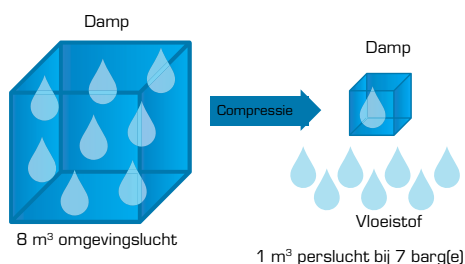 Damp
8 m³ omgevingslucht
Compressie
Damp
Vloeistof
1 m³ perslucht bij 7 barg(e)